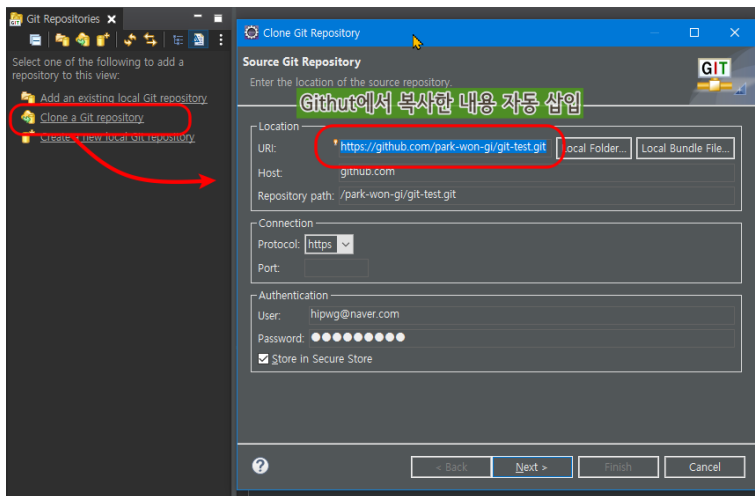 Git Repositories
Select one of the following to add a
repository to this view:
Add an existing local Git repository
Clone a Git repository
Create a new local Git repository
Clone Git Repository
Source Git Repository
Enter the location of the source repository.
GIT
Githut에서 복사한 내용 자동 삽입
Location
URI: https://github.com/park-won-gi/git-test.git Local Folder... Local Bundle File...
Host: github.com
Repository path: /park-won-gi/git-test.git
Connection
Protocol: https
Port:
Authentication
User: hipwg@naver.com
Password: ●●●●●●●●●
Store in Secure Store
< Back Next > Finish Cancel